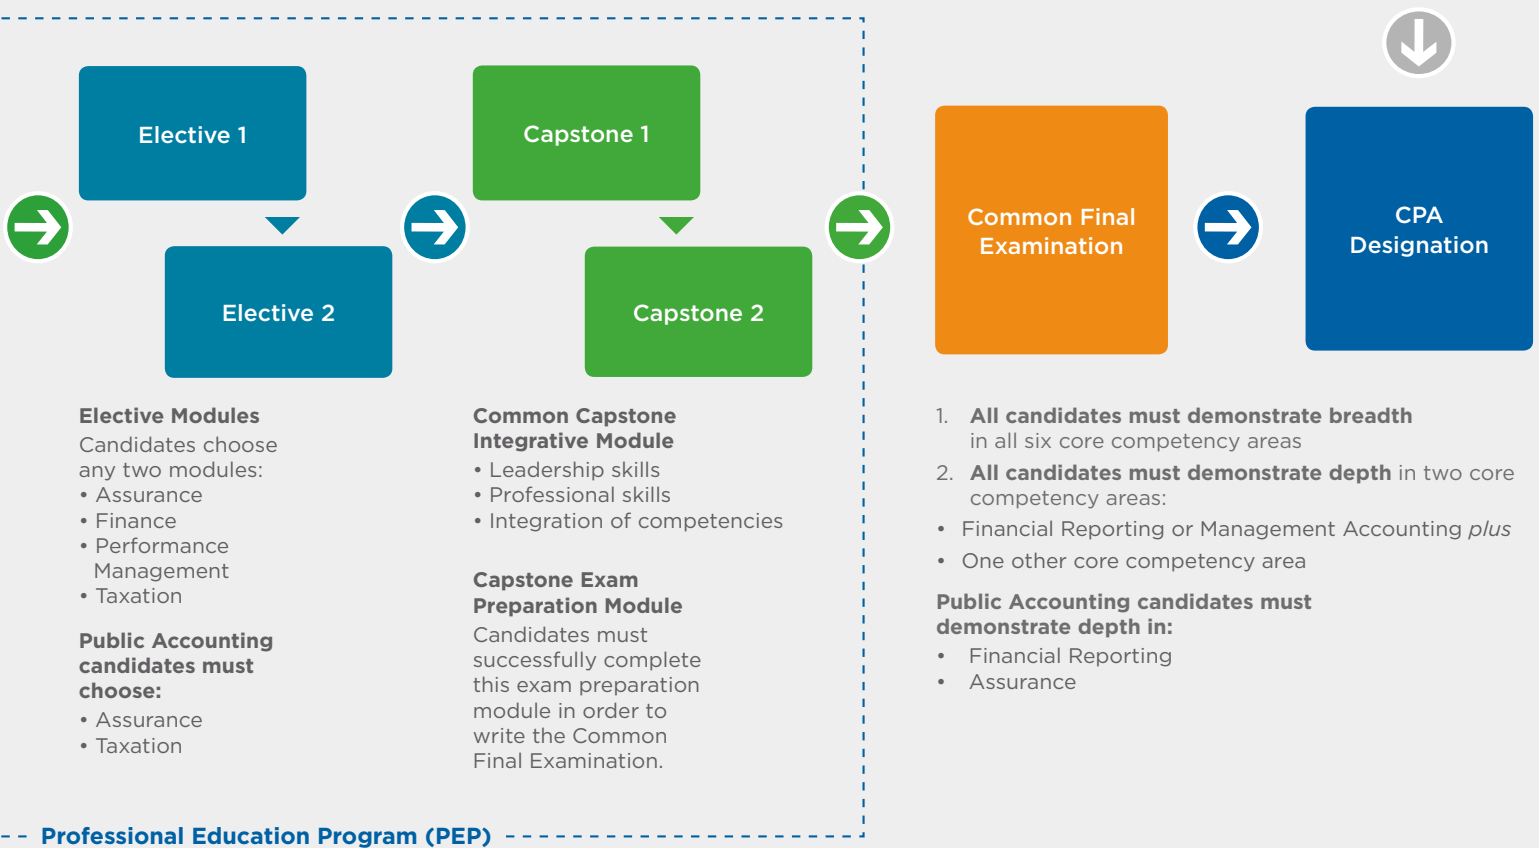 Elective 1
Elective 2
Capstone 1
Capstone 2
Common Final
Examination
CPA
Designation
Elective Modules
Candidates choose
any two modules:
• Assurance
• Finance
• Performance
Management
• Taxation
Public Accounting
candidates must
choose:
• Assurance
• Taxation
Common Capstone
Integrative Module
• Leadership skills
• Professional skills
• Integration of competencies
Capstone Exam
Preparation Module
Candidates must
successfully complete
this exam preparation
module in order to
write the Common
Final Examination.
1. All candidates must demonstrate breadth
in all six core competency areas
2. All candidates must demonstrate depth in two core
competency areas:
• Financial Reporting or Management Accounting plus
• One other core competency area
Public Accounting candidates must
demonstrate depth in:
• Financial Reporting
• Assurance
Professional Education Program (PEP)